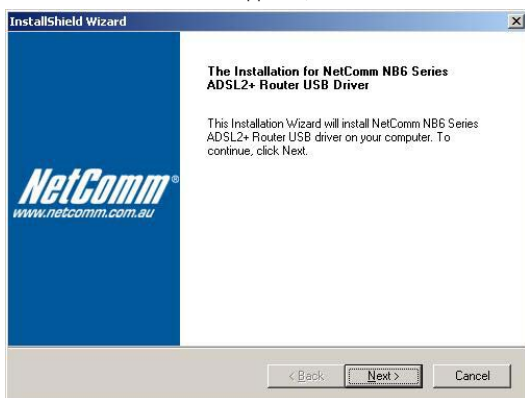 InstallShield Wizard
The Installation for NetComm NB6 Series
ADSL2+ Router USB Driver
This Installation Wizard will install NetComm NB6 Series
ADSL2+ Router USB driver on your computer. To
continue, click Next.
NetComm®
www.netcomm.com.au
< Back Next > Cancel